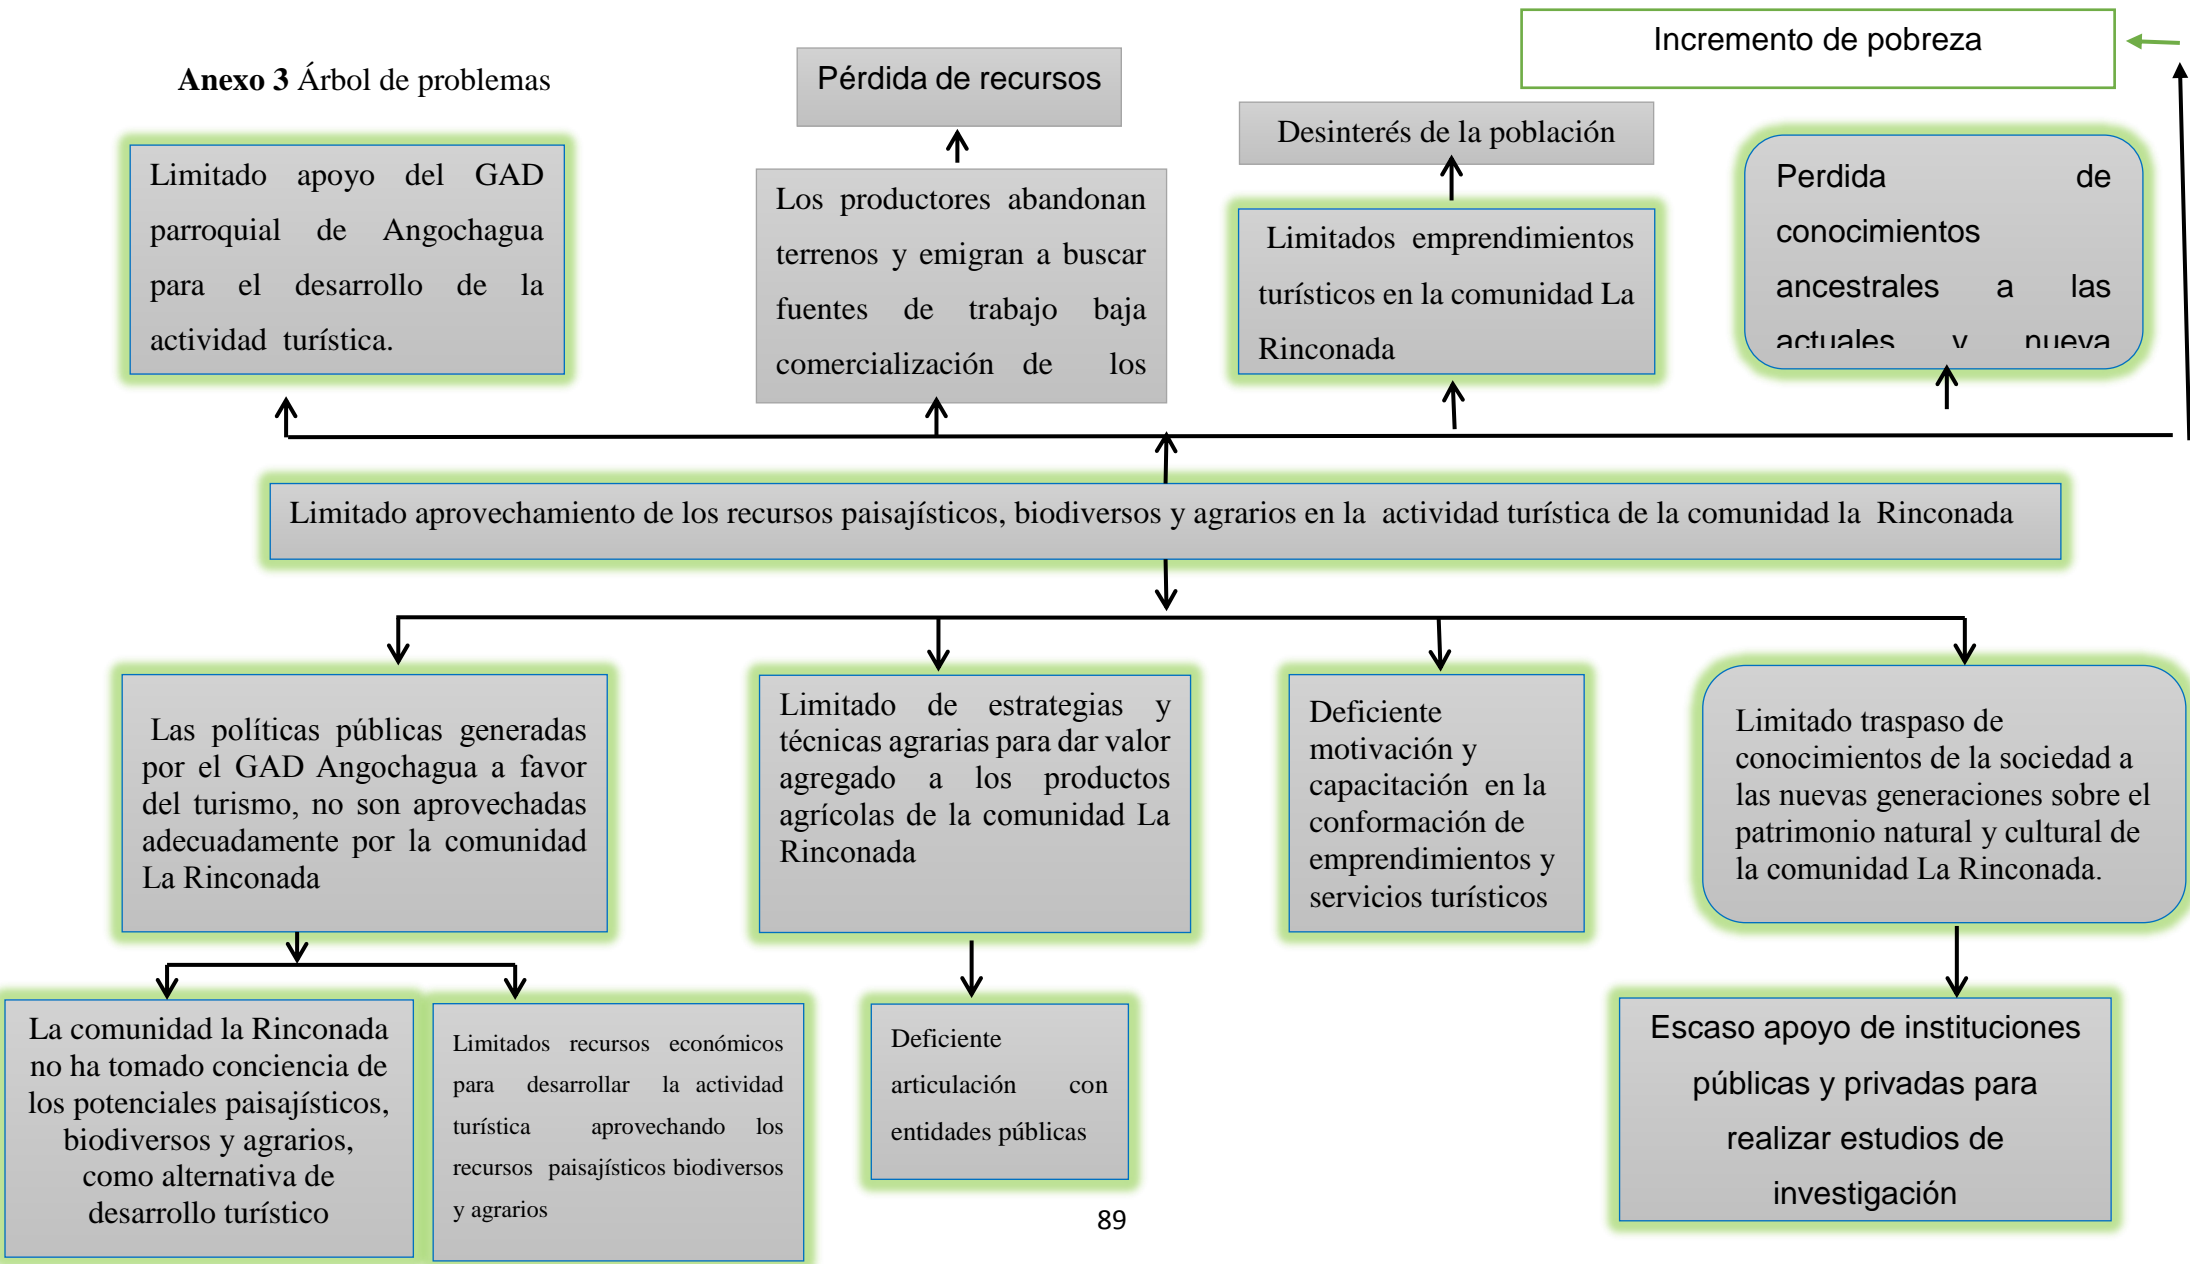 Anexo 3 Árbol de problemas
Incremento de pobreza
Pérdida de recursos
Desinterés de la población
Limitado apoyo del GAD
parroquial de Angochagua
para el desarrollo de la
actividad turística.
Los productores abandonan
terrenos y emigran a buscar
fuentes de trabajo baja
comercialización de los
Limitados emprendimientos
turísticos en la comunidad La
Rinconada
Perdida de
conocimientos
ancestrales a las
actuales y nueva
Limitado aprovechamiento de los recursos paisajísticos, biodiversos y agrarios en la actividad turística de la comunidad la Rinconada
Las políticas públicas generadas
por el GAD Angochagua a favor
del turismo, no son aprovechadas
adecuadamente por la comunidad
La Rinconada
Limitado de estrategias y
técnicas agrarias para dar valor
agregado a los productos
agrícolas de la comunidad La
Rinconada
Deficiente
motivación y
capacitación en la
conformación de
emprendimientos y
servicios turísticos
Limitado traspaso de
conocimientos de la sociedad a
las nuevas generaciones sobre el
patrimonio natural y cultural de
la comunidad La Rinconada.
La comunidad la Rinconada
no ha tomado conciencia de
los potenciales paisajísticos,
biodiversos y agrarios,
como alternativa de
desarrollo turístico
Limitados recursos económicos
para desarrollar la actividad
turística aprovechando los
recursos paisajísticos biodiversos
y agrarios
Deficiente
articulación con
entidades públicas
Escaso apoyo de instituciones
públicas y privadas para
realizar estudios de
investigación
89